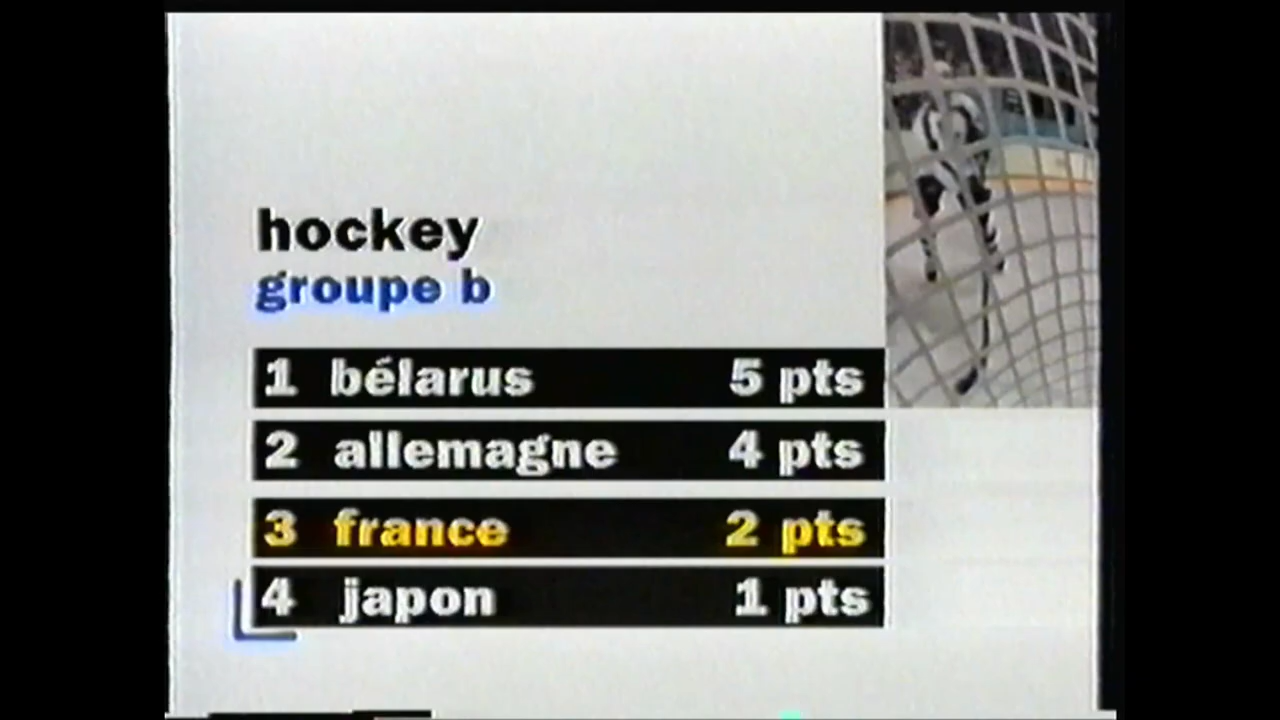 hockey
groupe b
1 bélarus 5 pts
2 allemagne 4 pts
3 france 2 pts
4 japon 1 pts